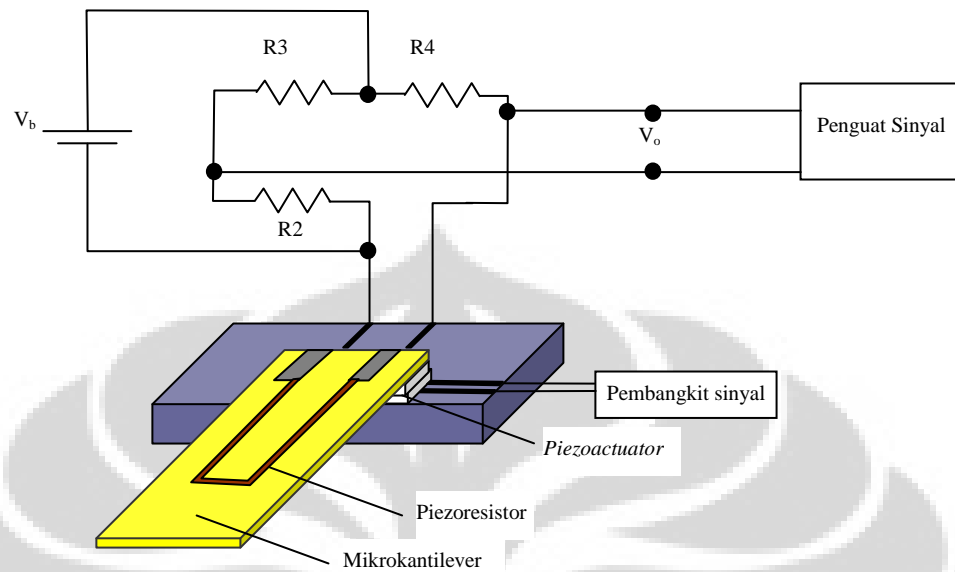 R3
R4
V_b
V_o
Penguat Sinyal
R2
Pembangkit sinyal
Piezoactuator
Piezoresistor
Mikrokantilever